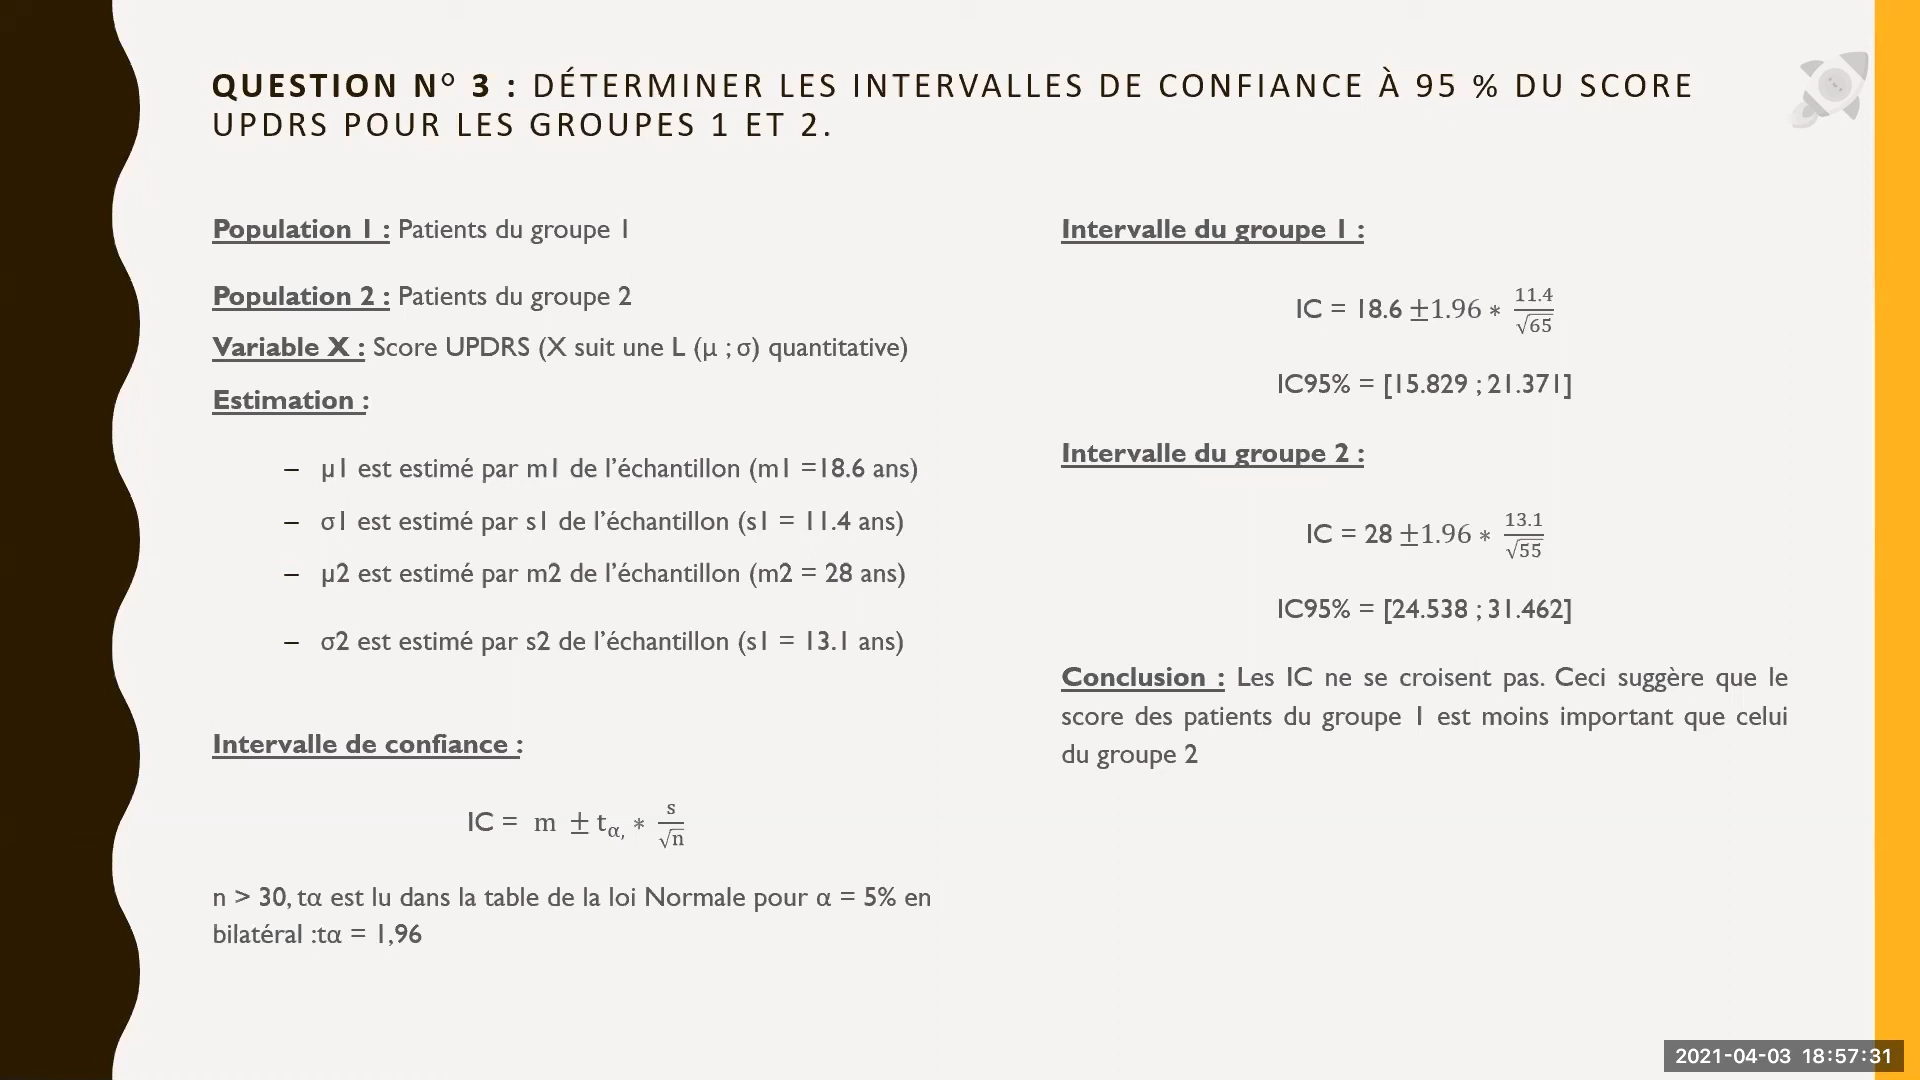 QUESTION N° 3 : DÉTERMINER LES INTERVALLES DE CONFIANCE À 95 % DU SCORE
UPDRS POUR LES GROUPES 1 ET 2.
Population 1 : Patients du groupe 1
Population 2 : Patients du groupe 2
Variable X : Score UPDRS (X suit une L (µ ; σ) quantitative)
Estimation :
– µ1 est estimé par m1 de l’échantillon (m1 =18.6 ans)
– σ1 est estimé par s1 de l’échantillon (s1 = 11.4 ans)
– µ2 est estimé par m2 de l’échantillon (m2 = 28 ans)
– σ2 est estimé par s2 de l’échantillon (s1 = 13.1 ans)
Intervalle de confiance :
IC = m ± tα, * s/√n
n > 30, tα est lu dans la table de la loi Normale pour α = 5% en
bilatéral :tα = 1,96
Intervalle du groupe 1 :
IC = 18.6 ±1.96 * 11.4/√65
IC95% = [15.829 ; 21.371]
Intervalle du groupe 2 :
IC = 28 ±1.96 * 13.1/√55
IC95% = [24.538 ; 31.462]
Conclusion : Les IC ne se croisent pas. Ceci suggère que le
score des patients du groupe 1 est moins important que celui
du groupe 2
2021-04-03 18:57:31